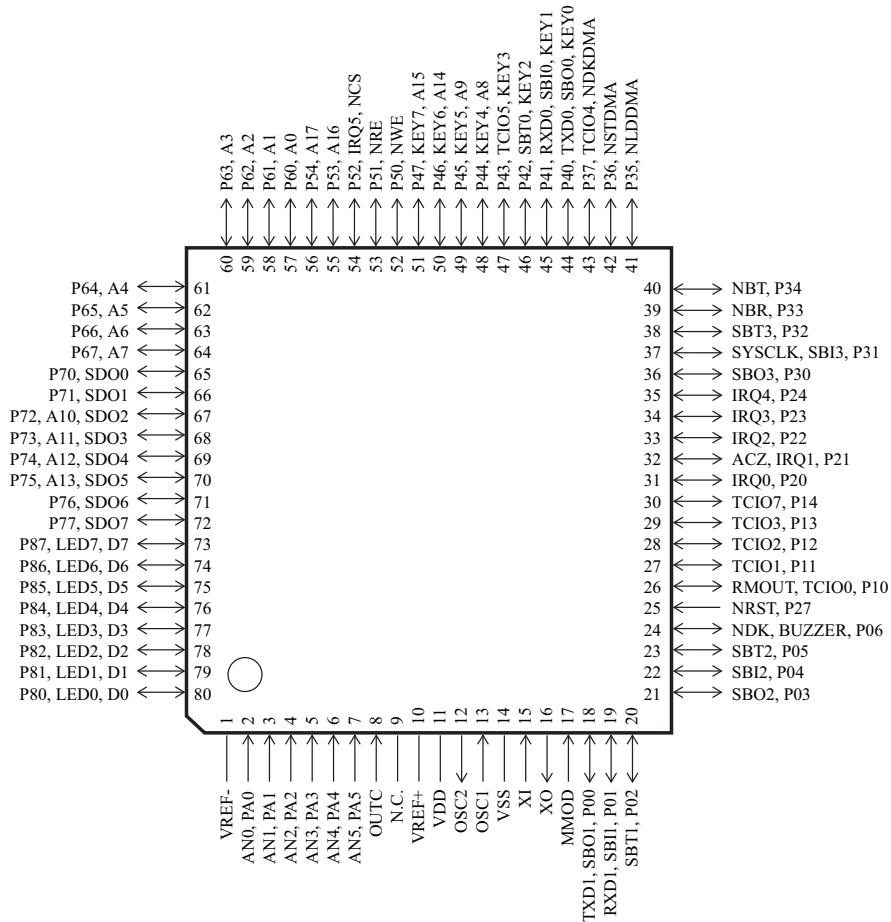 P63, A3
P62, A2
P61, A1
P60, A0
P54, A17
P53, A16
P52, IRQ5, NCS
P51, NRE
P50, NWE
P47, KEY7, A15
P46, KEY6, A14
P45, KEY5, A9
P44, KEY4, A8
P43, TCIO5, KEY3
P42, SBT0, KEY2
P41, RXD0, SBI0, KEY1
P40, TXD0, SBO0, KEY0
P37, TCIO4, NDKDMA
P36, NSTDMA
P35, NLDDMA
60 59 58 57 56 55 54 53 52 51 50 49 48 47 46 45 44 43 42 41
P64, A4 61
P65, A5 62
P66, A6 63
P67, A7 64
P70, SDO0 65
P71, SDO1 66
P72, A10, SDO2 67
P73, A11, SDO3 68
P74, A12, SDO4 69
P75, A13, SDO5 70
P76, SDO6 71
P77, SDO7 72
P87, LED7, D7 73
P86, LED6, D6 74
P85, LED5, D5 75
P84, LED4, D4 76
P83, LED3, D3 77
P82, LED2, D2 78
P81, LED1, D1 79
P80, LED0, D0 80
40 NBT, P34
39 NBR, P33
38 SBT3, P32
37 SYSCLK, SBI3, P31
36 SBO3, P30
35 IRQ4, P24
34 IRQ3, P23
33 IRQ2, P22
32 ACZ, IRQ1, P21
31 IRQ0, P20
30 TCIO7, P14
29 TCIO3, P13
28 TCIO2, P12
27 TCIO1, P11
26 RMOUT, TCIO0, P10
25 NRST, P27
24 NDK, BUZZER, P06
23 SBT2, P05
22 SBI2, P04
21 SBO2, P03
1 2 3 4 5 6 7 8 9 10 11 12 13 14 15 16 17 18 19 20
VREF-
AN0, PA0
AN1, PA1
AN2, PA2
AN3, PA3
AN4, PA4
AN5, PA5
OUTC
N.C.
VREF+
VDD
OSC2
OSC1
VSS
XI
XO
MMOD
TXD1, SBO1, P00
RXD1, SBI1, P01
SBT1, P02